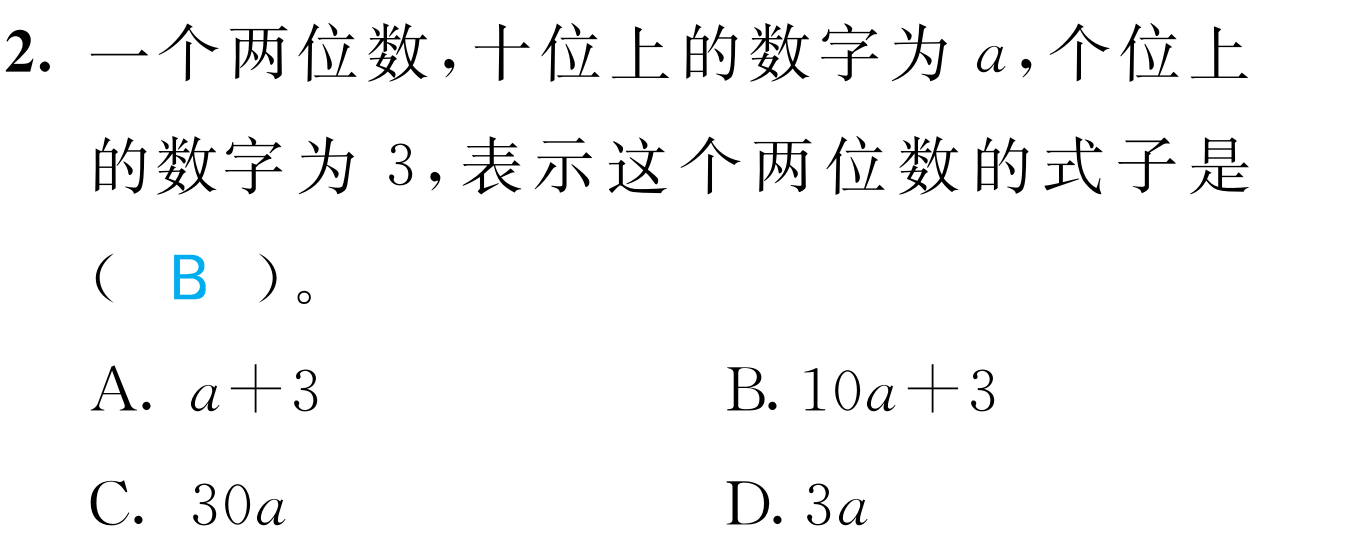 2. 一个两位数,十位上的数字为 a,个位上
的数字为 3,表示这个两位数的式子是
( B )。
A. a+3 B. 10a+3
C. 30a D. 3a